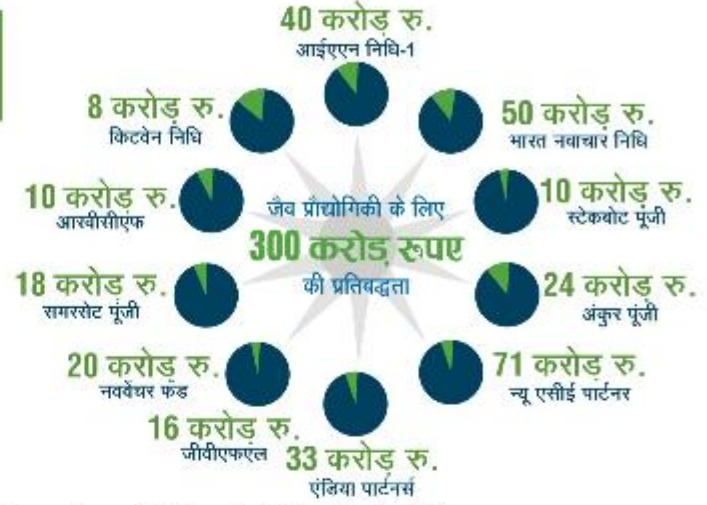 40 करोड़ रु.
आईएएन निधि-1
50 करोड़ रु.
भारत नवाचार निधि
10 करोड़ रु.
स्टेकबोट पूंजी
24 करोड़ रु.
अंकुर पूंजी
71 करोड़ रु.
न्यू एसीई पार्टनर
33 करोड़ रु.
एंडिया पार्टनर्स
16 करोड़ रु.
जीवीएफएल
20 करोड़ रु.
नववेंचर फंड
18 करोड़ रु.
समरसेट पूंजी
10 करोड़ रु.
आरवीसीएफ
8 करोड़ रु.
किटवेन निधि
जैव प्रौद्योगिकी के लिए
300 करोड़ रूपए
की प्रतिबद्धता